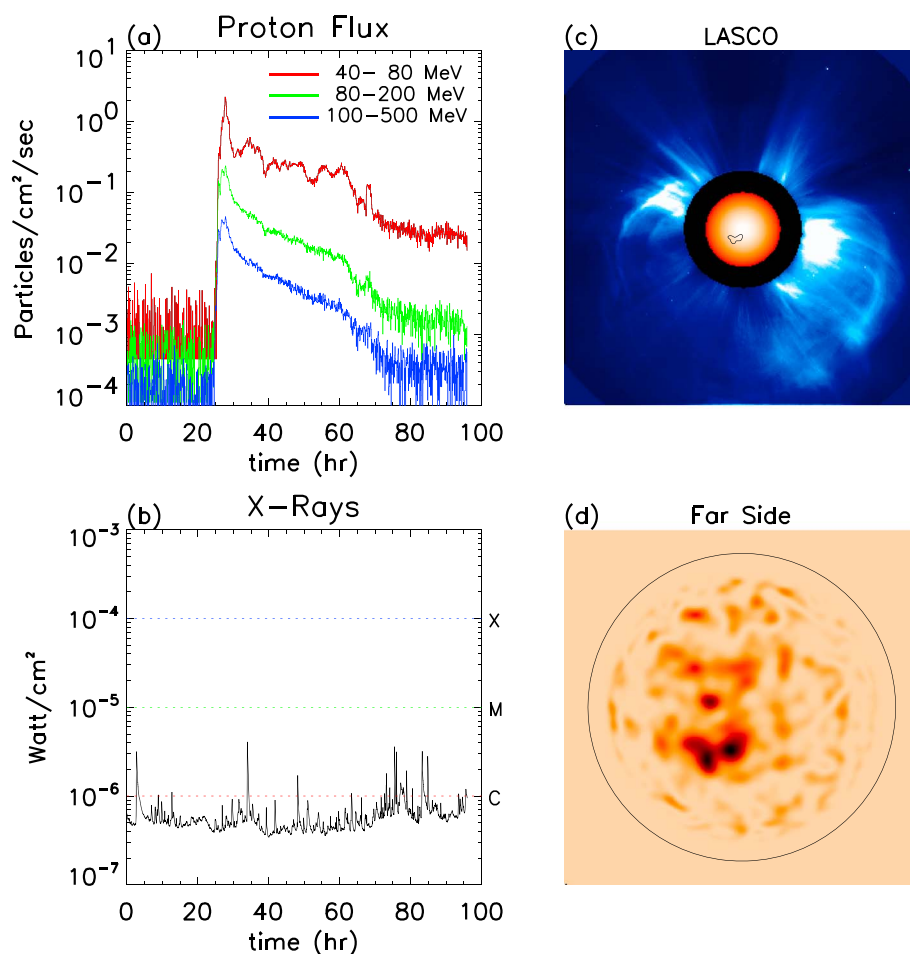 (a) Proton Flux
10¹
10⁰
10⁻¹
10⁻²
10⁻³
10⁻⁴
Particles/cm²/sec
40– 80 MeV
80–200 MeV
100–500 MeV
0 20 40 60 80 100
time (hr)
(c) LASCO
(b) X–Rays
10⁻³
10⁻⁴
10⁻⁵
10⁻⁶
10⁻⁷
Watt/cm²
X
M
C
0 20 40 60 80 100
time (hr)
(d) Far Side